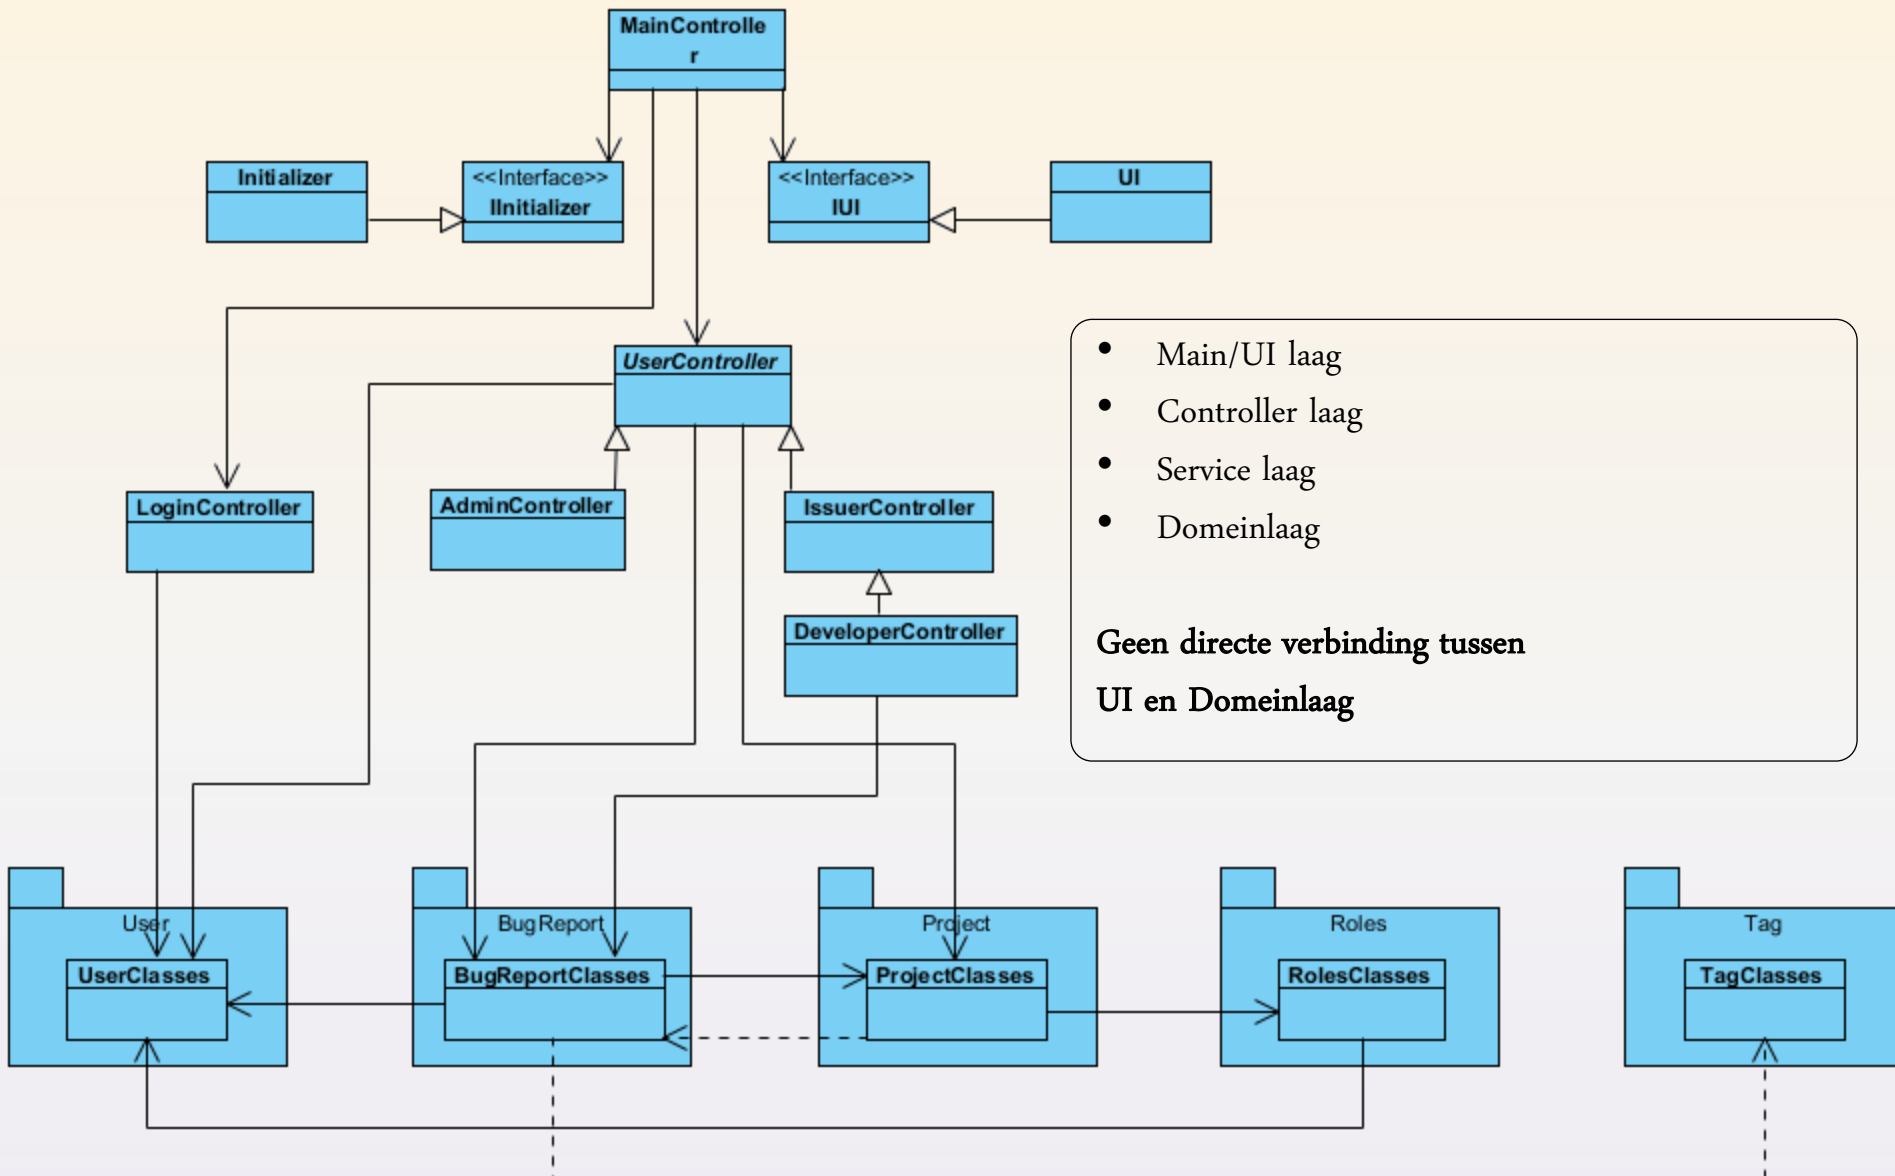 MainControlle
r
Initializer
<<Interface>>
IInitializer
<<Interface>>
IUI
UI
UserController
• Main/UI laag
• Controller laag
• Service laag
• Domeinlaag
Geen directe verbinding tussen
UI en Domeinlaag
LoginController
AdminController
IssuerController
DeveloperController
User
UserClasses
BugReport
BugReportClasses
Project
ProjectClasses
Roles
RolesClasses
Tag
TagClasses